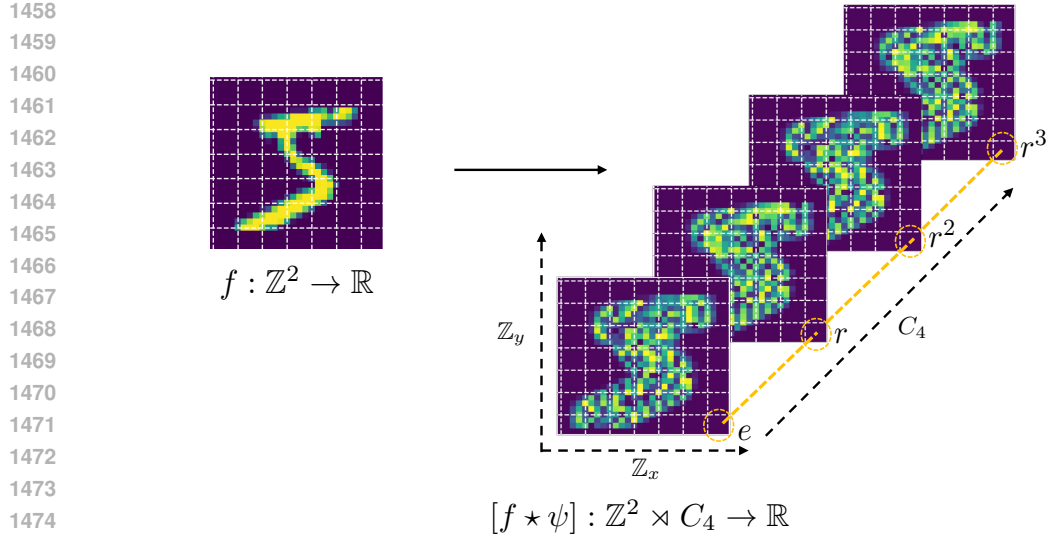 1458
1459
1460
1461
1462
1463
1464
1465
1466
1467
1468
1469
1470
1471
1472
1473
1474
f : ℤ² → ℝ
r³
r²
r
e
C₄
ℤ_y
ℤ_x
[f ⋆ ψ] : ℤ² ⋊ C₄ → ℝ